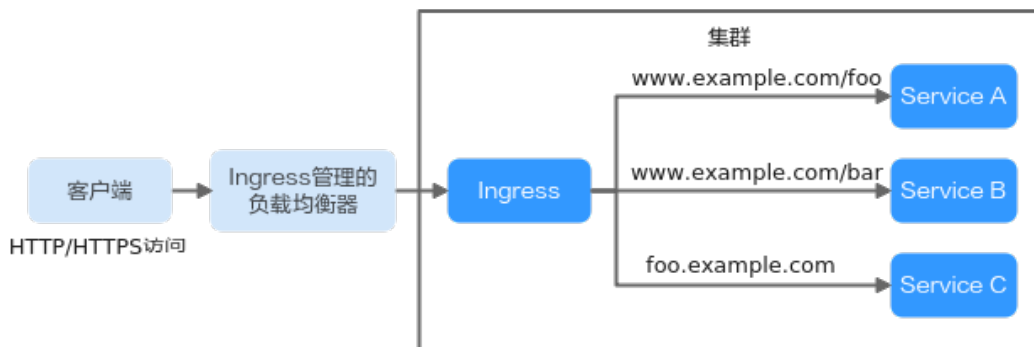 集群
www.example.com/foo
Service A
客户端
Ingress管理的
负载均衡器
Ingress
www.example.com/bar
Service B
HTTP/HTTPS访问
foo.example.com
Service C